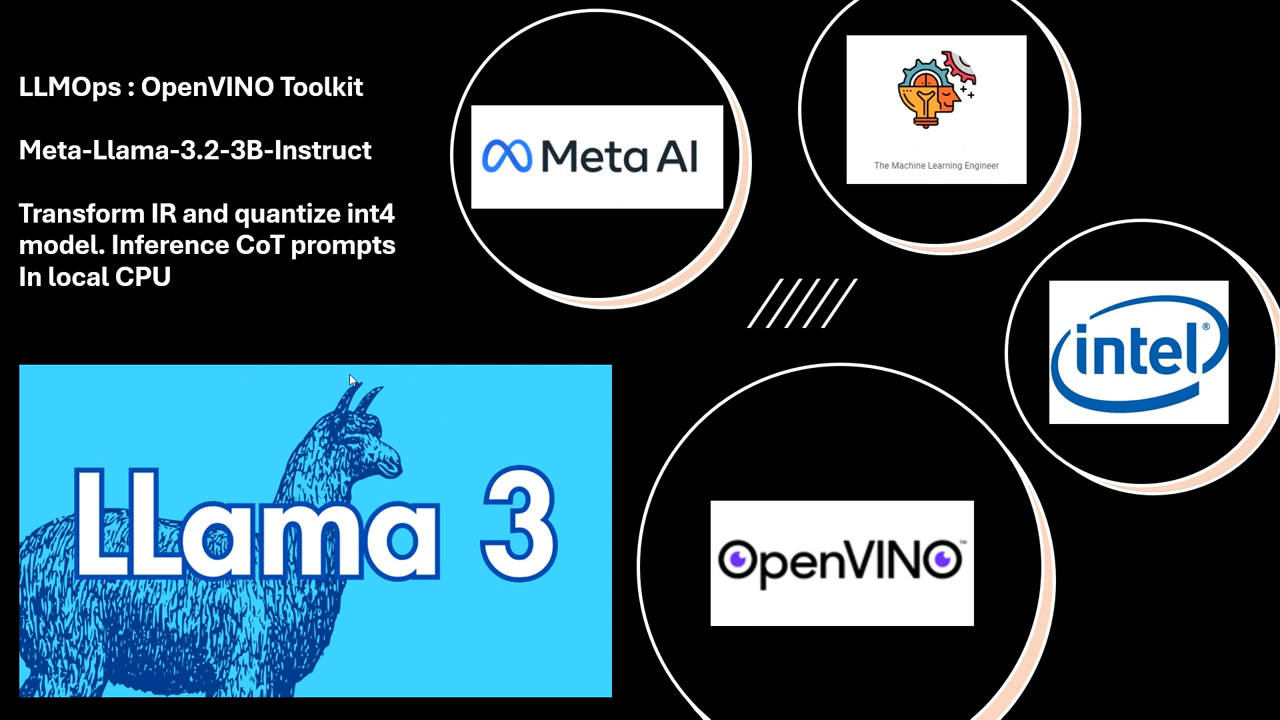 LLMOps : OpenVINO Toolkit
Meta-Llama-3.2-3B-Instruct
Transform IR and quantize int4
model. Inference CoT prompts
In local CPU
Meta AI
The Machine Learning Engineer
intel®
OpenVINO™
LLama 3